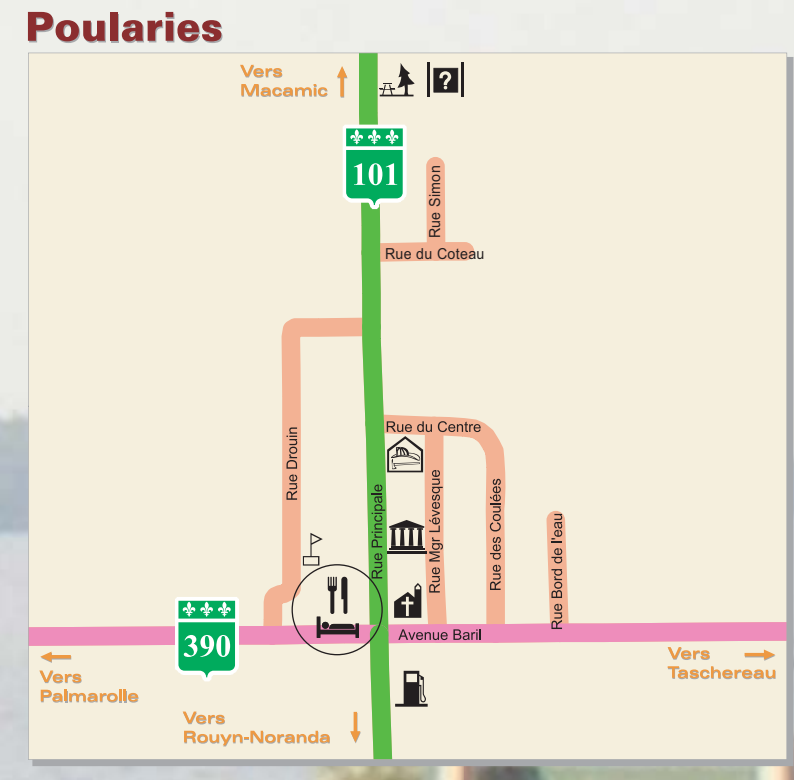 Poularies
Vers
Macamic
?
101
Rue Simon
Rue du Coteau
Rue du Centre
Rue Drouin
Rue Principale
Rue Mgr Lévesque
Rue des Coulées
Rue Bord de l'eau
390
Avenue Baril
Vers
Palmarolle
Vers
Taschereau
Vers
Rouyn-Noranda